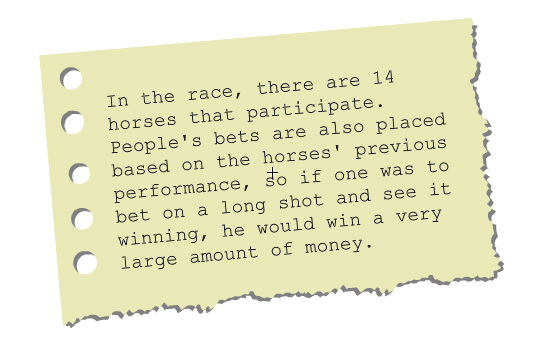 In the race, there are 14
horses that participate.
People's bets are also placed
based on the horses' previous
performance, so if one was to
bet on a long shot and see it
winning, he would win a very
large amount of money.